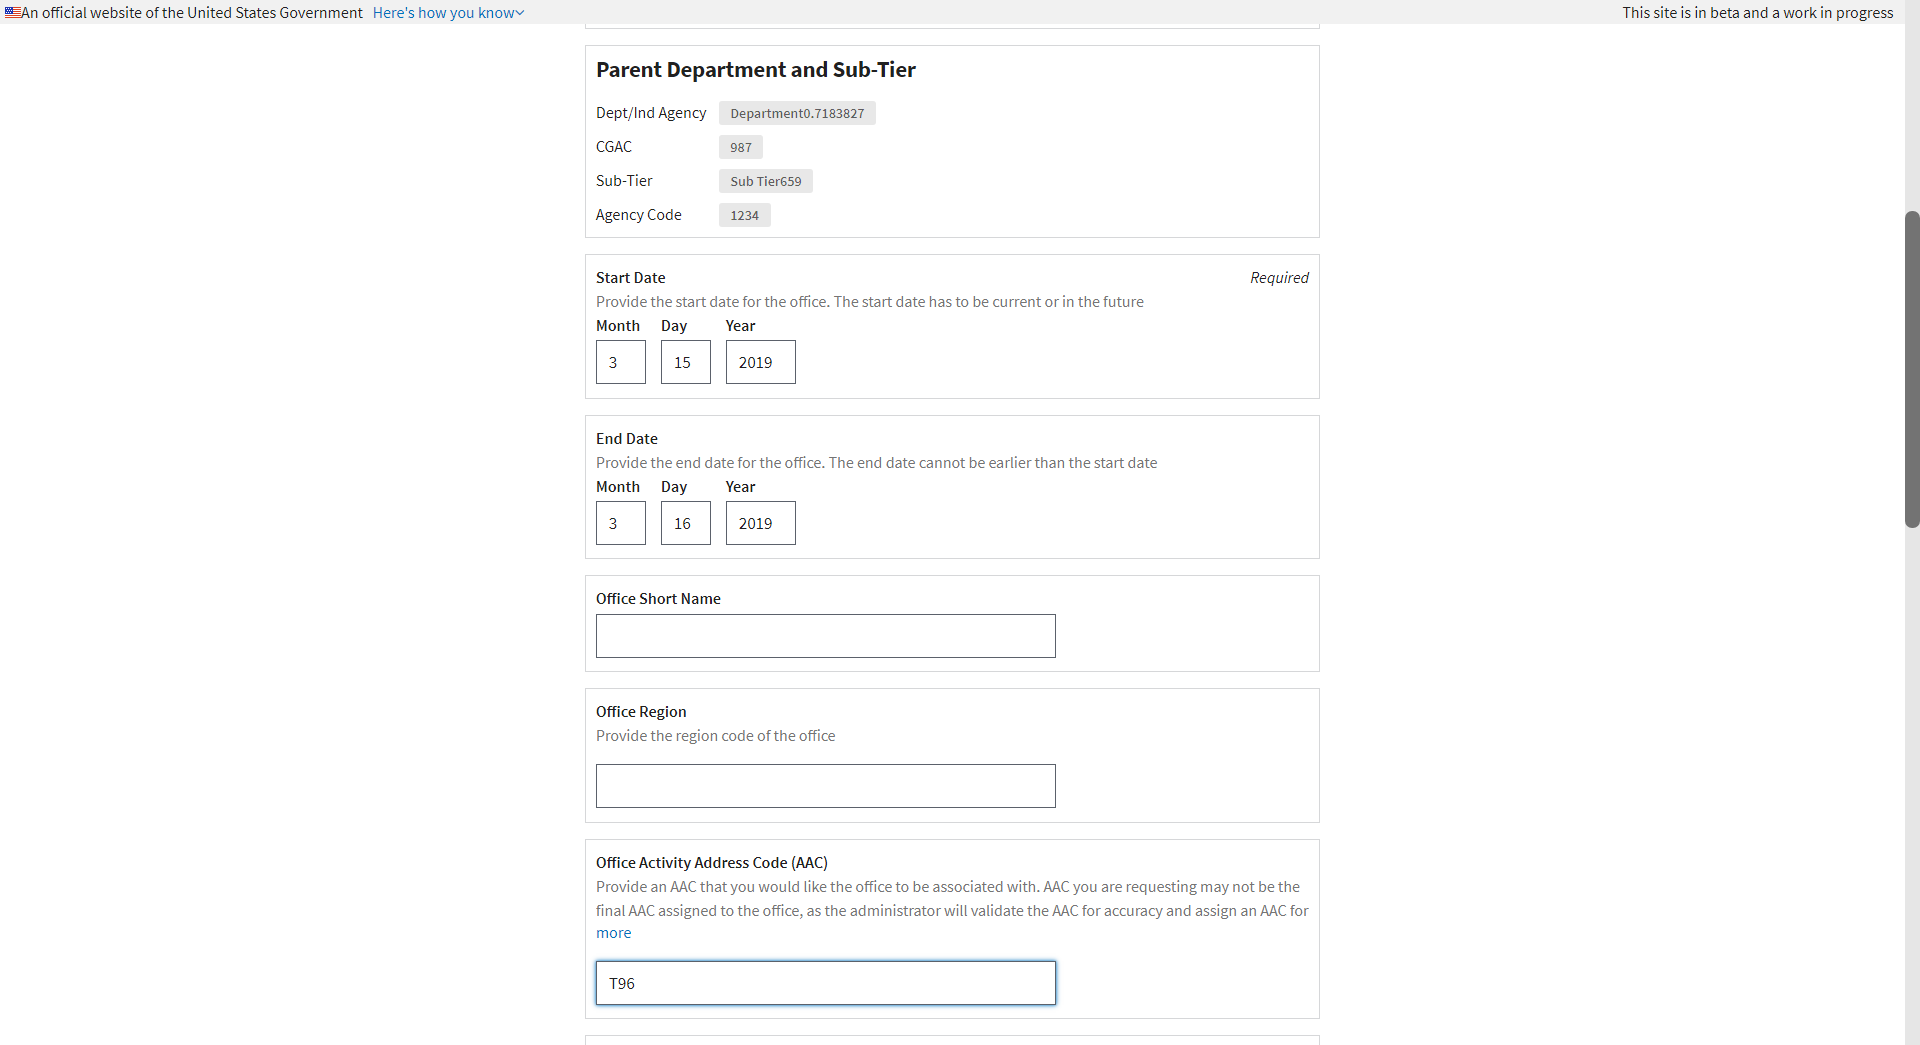 An official website of the United States Government Here's how you know
This site is in beta and a work in progress
Parent Department and Sub-Tier
Dept/Ind Agency Department0.7183827
CGAC 987
Sub-Tier Sub Tier659
Agency Code 1234
Start Date Required
Provide the start date for the office. The start date has to be current or in the future
Month Day Year
3 15 2019
End Date
Provide the end date for the office. The end date cannot be earlier than the start date
Month Day Year
3 16 2019
Office Short Name
Office Region
Provide the region code of the office
Office Activity Address Code (AAC)
Provide an AAC that you would like the office to be associated with. AAC you are requesting may not be the
final AAC assigned to the office, as the administrator will validate the AAC for accuracy and assign an AAC for
more
T96